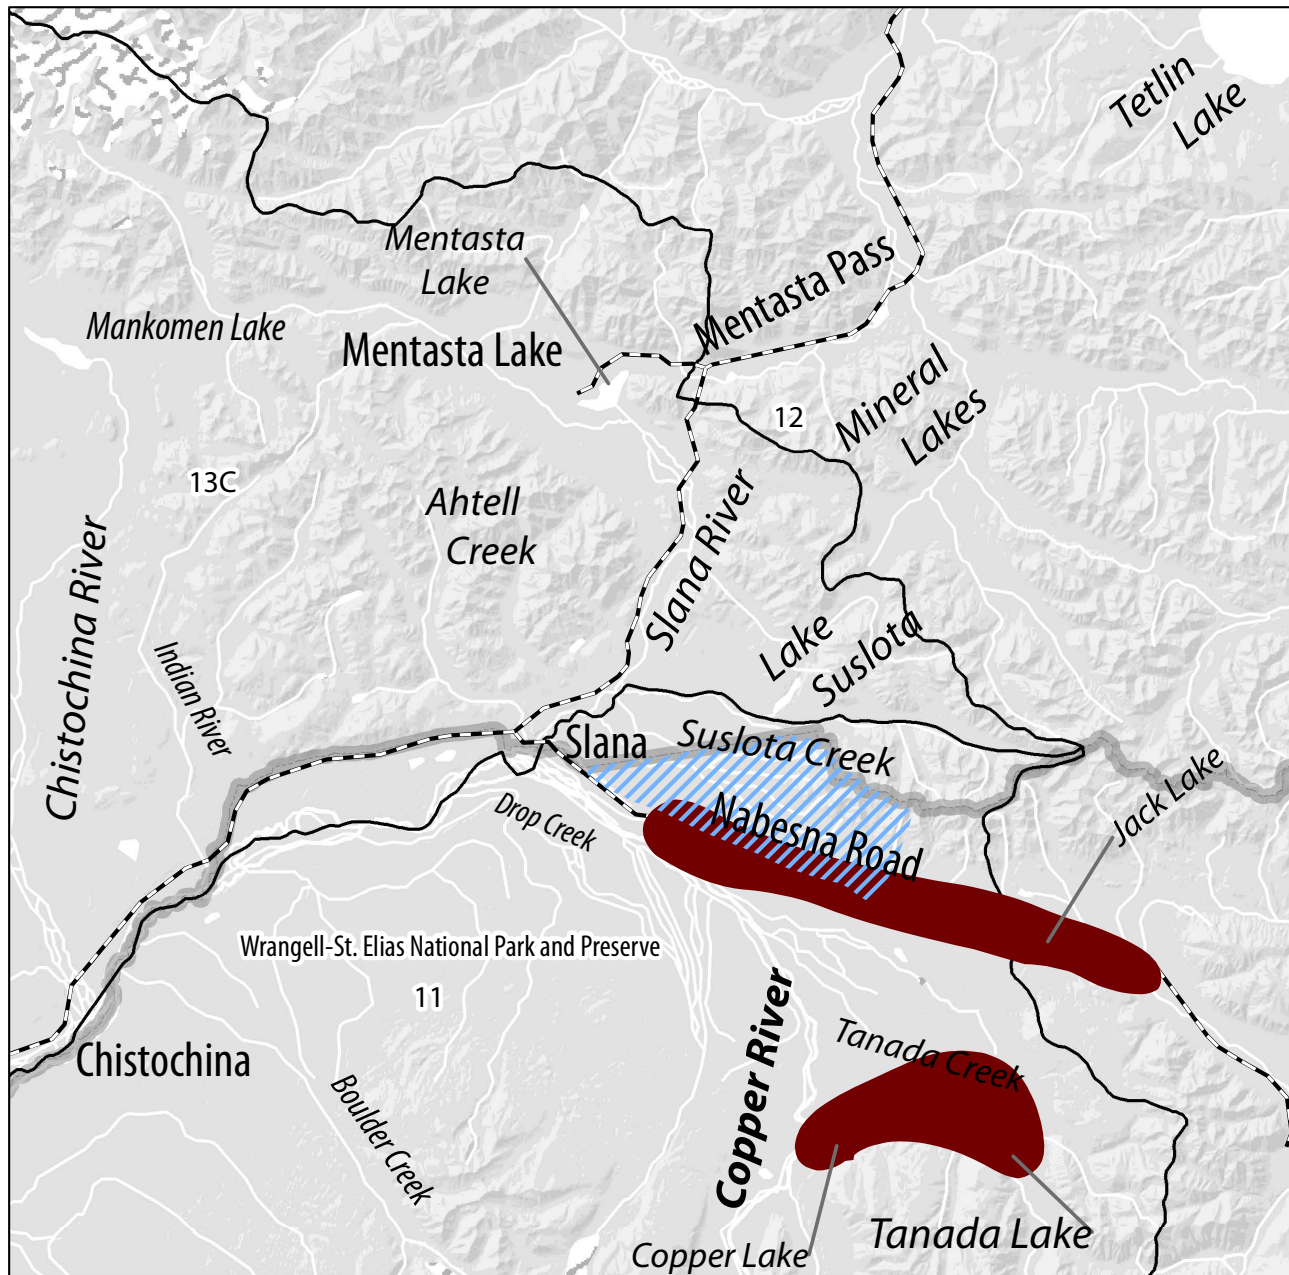 Tetlin
Lake
Mentasta
Lake
Mentasta Pass
Mankomen Lake
Mentasta Lake
Mineral
Lakes
12
13C
Ahtell
Creek
Slana River
Chistochina River
Indian River
Lake
Suslota
Slana
Suslota Creek
Jack Lake
Drop Creek
Nabesna Road
Wrangell-St. Elias National Park and Preserve
11
Copper River
Tanada Creek
Chistochina
Boulder Creek
Tanada Lake
Copper Lake